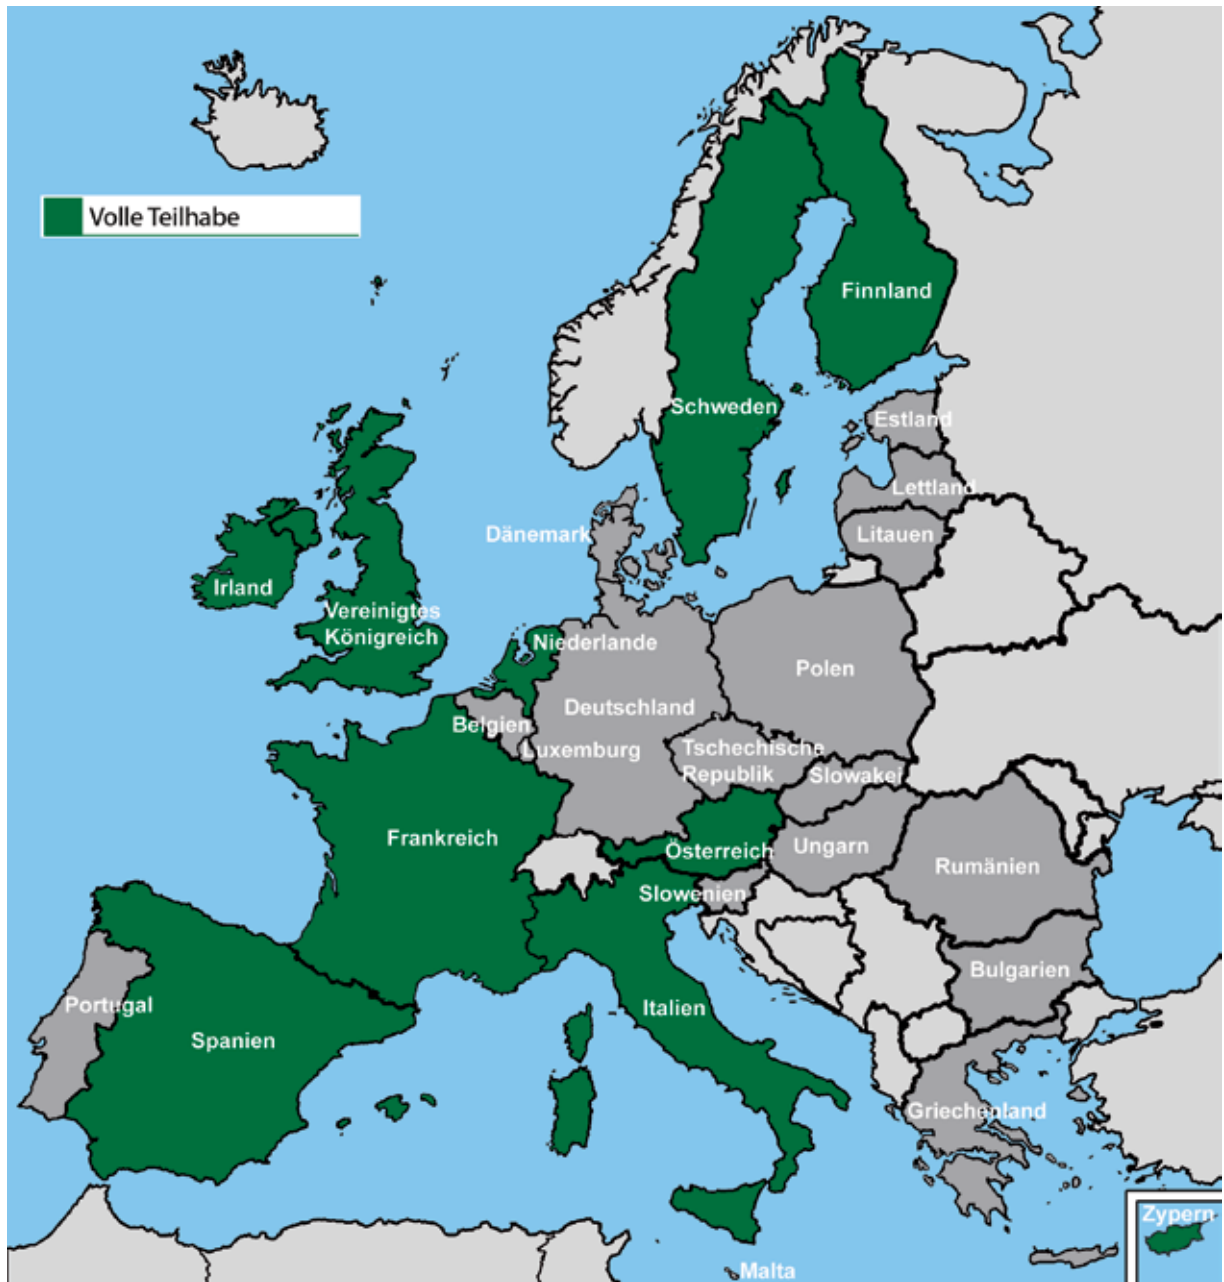 Volle Teilhabe
Finnland
Schweden
Estland
Lettland
Litauen
Dänemark
Irland
Vereinigtes
Königreich
Niederlande
Polen
Deutschland
Belgien
Luxemburg
Tschechische
Republik
Slowakei
Frankreich
Österreich
Ungarn
Rumänien
Slowenien
Bulgarien
Portugal
Spanien
Italien
Griechenland
Zypern
Malta